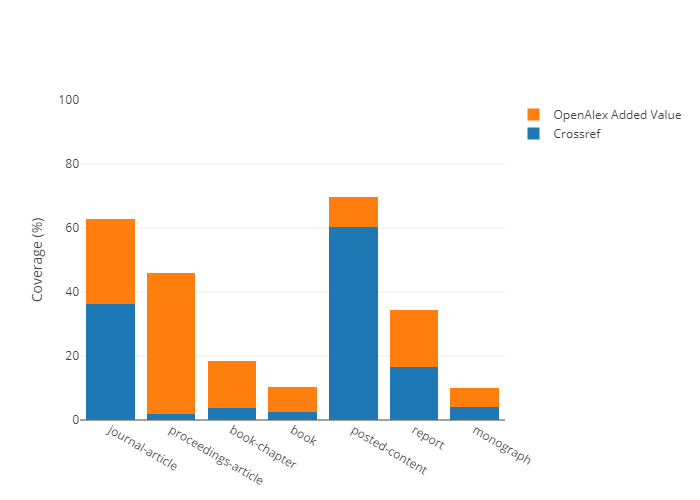 100
80
60
40
20
0
Coverage (%)
journal-article
proceedings-article
book-chapter
book
posted-content
report
monograph
OpenAlex Added Value
Crossref